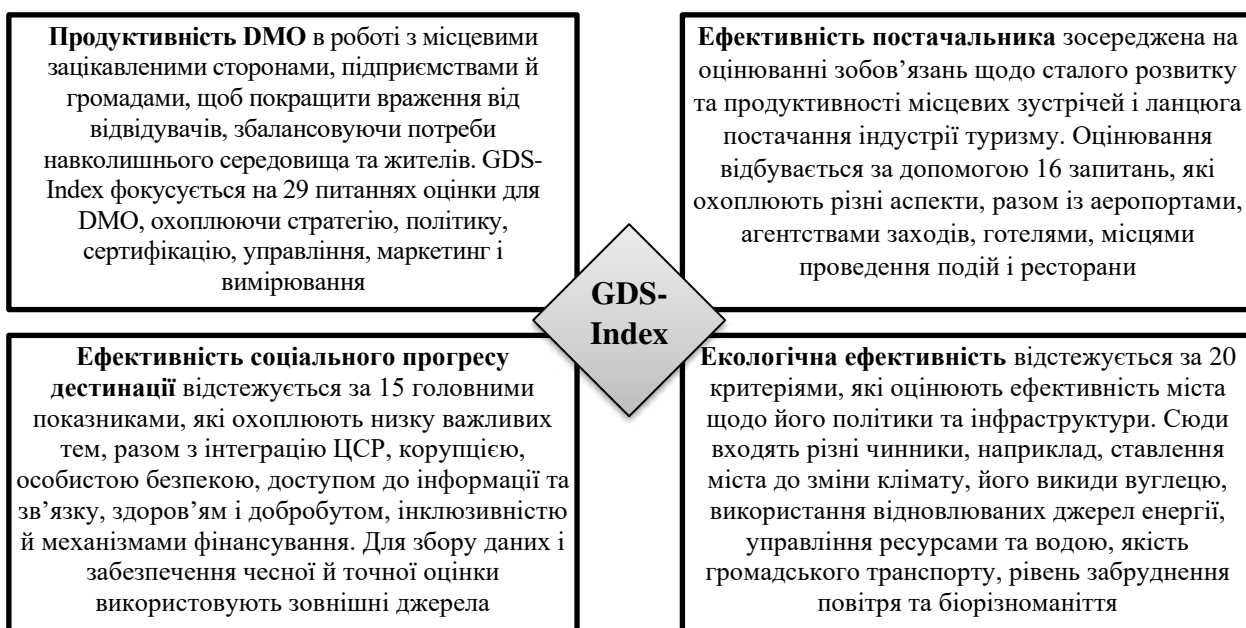 Продуктивність DMO в роботі з місцевими
зацікавленими сторонами, підприємствами й
громадами, щоб покращити враження від
відвідувачів, збалансовуючи потреби
навколишнього середовища та жителів. GDS-
Index фокусується на 29 питаннях оцінки для
DMO, охоплюючи стратегію, політику,
сертифікацію, управління, маркетинг і
вимірювання
Ефективність постачальника зосереджена на
оцінюванні зобов’язань щодо сталого розвитку
та продуктивності місцевих зустрічей і ланцюга
постачання індустрії туризму. Оцінювання
відбувається за допомогою 16 запитань, які
охоплюють різні аспекти, разом із аеропортами,
агентствами заходів, готелями, місцями
проведення подій і ресторани
GDS-
Index
Ефективність соціального прогресу
дестинації відстежується за 15 головними
показниками, які охоплюють низку важливих
тем, разом з інтеграцію ЦСР, корупцією,
особистою безпекою, доступом до інформації та
зв’язку, здоров’ям і добробутом, інклюзивністю
й механізмами фінансування. Для збору даних і
забезпечення чесної й точної оцінки
використовують зовнішні джерела
Екологічна ефективність відстежується за 20
критеріями, які оцінюють ефективність міста
щодо його політики та інфраструктури. Сюди
входять різні чинники, наприклад, ставлення
міста до зміни клімату, його викиди вуглецю,
використання відновлюваних джерел енергії,
управління ресурсами та водою, якість
громадського транспорту, рівень забруднення
повітря та біорізноманіття